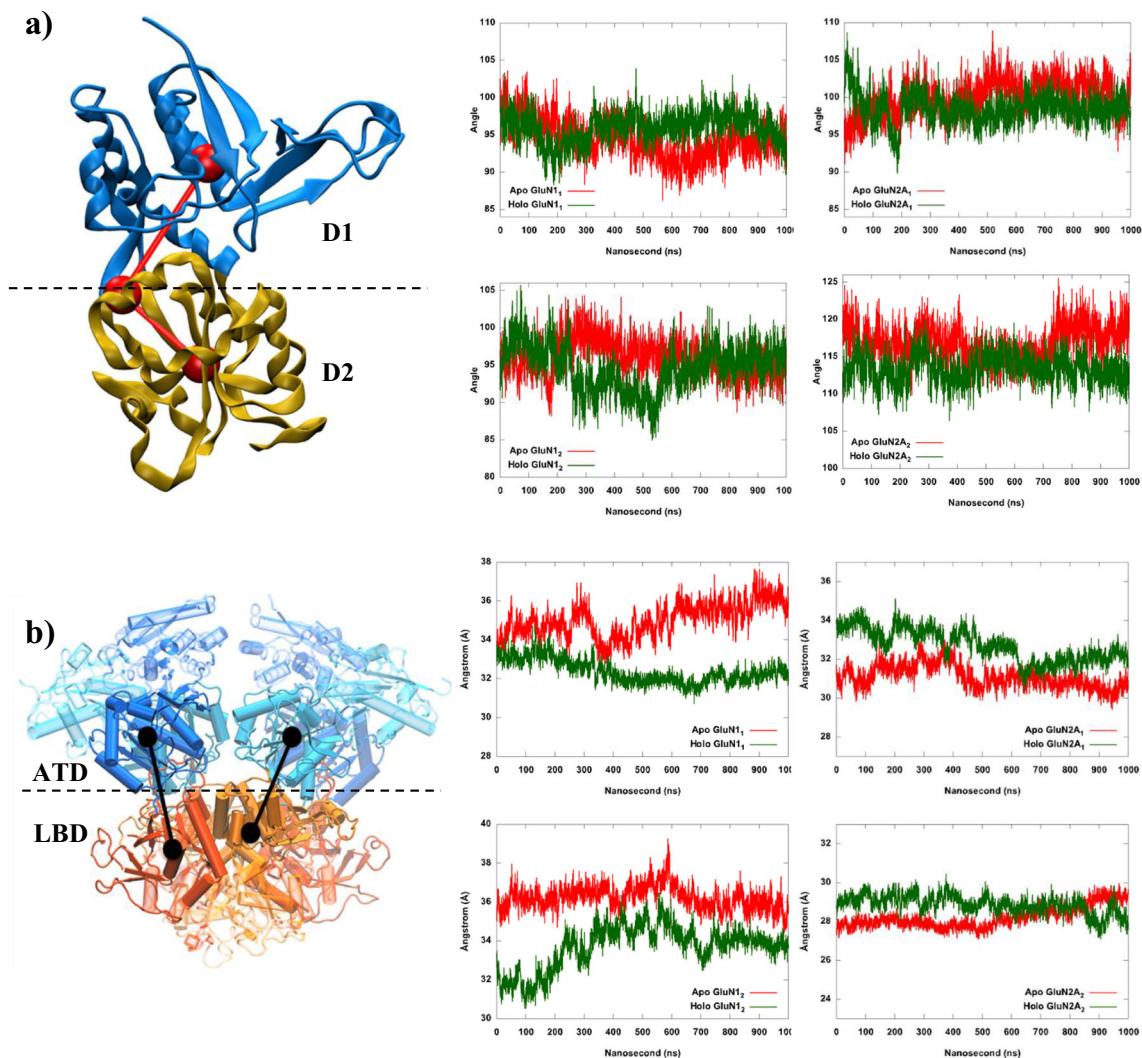 a)
D1
D2
110
105
100
95
90
85
Angle
Apo GluN1₁
Holo GluN1₁
0 100 200 300 400 500 600 700 800 900 1000
Nanosecond (ns)
110
105
100
95
90
85
Angle
Apo GluN2A₁
Holo GluN2A₁
0 100 200 300 400 500 600 700 800 900 1000
Nanosecond (ns)
105
100
95
90
85
80
Angle
Apo GluN1₂
Holo GluN1₂
0 100 200 300 400 500 600 700 800 900 1000
Nanosecond (ns)
125
120
115
110
105
100
Angle
Apo GluN2A₂
Holo GluN2A₂
0 100 200 300 400 500 600 700 800 900 1000
Nanosecond (ns)
b)
ATD
LBD
38
36
34
32
30
28
Ångstrom (Å)
Apo GluN1₁
Holo GluN1₁
0 100 200 300 400 500 600 700 800 900 1000
Nanosecond (ns)
36
34
32
30
28
Ångstrom (Å)
Apo GluN2A₁
Holo GluN2A₁
0 100 200 300 400 500 600 700 800 900 1000
Nanosecond (ns)
40
38
36
34
32
30
Ångstrom (Å)
Apo GluN1₂
Holo GluN1₂
0 100 200 300 400 500 600 700 800 900 1000
Nanosecond (ns)
31
30
28
26
24
23
Ångstrom (Å)
Apo GluN2A₂
Holo GluN2A₂
0 100 200 300 400 500 600 700 800 900 1000
Nanosecond (ns)